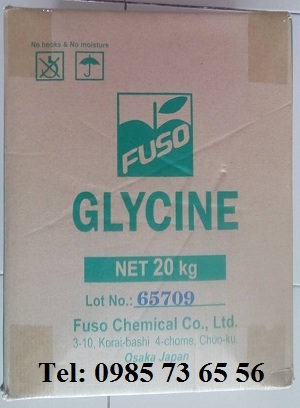 No hooks & No moisture
FUSO
GLYCINE
NET 20 kg
Lot No.: 65709
Fuso Chemical Co., Ltd.
3-10, Korai-bashi 4-chome, Chuo-ku.
Osaka Japan
Tel: 0985 73 65 56